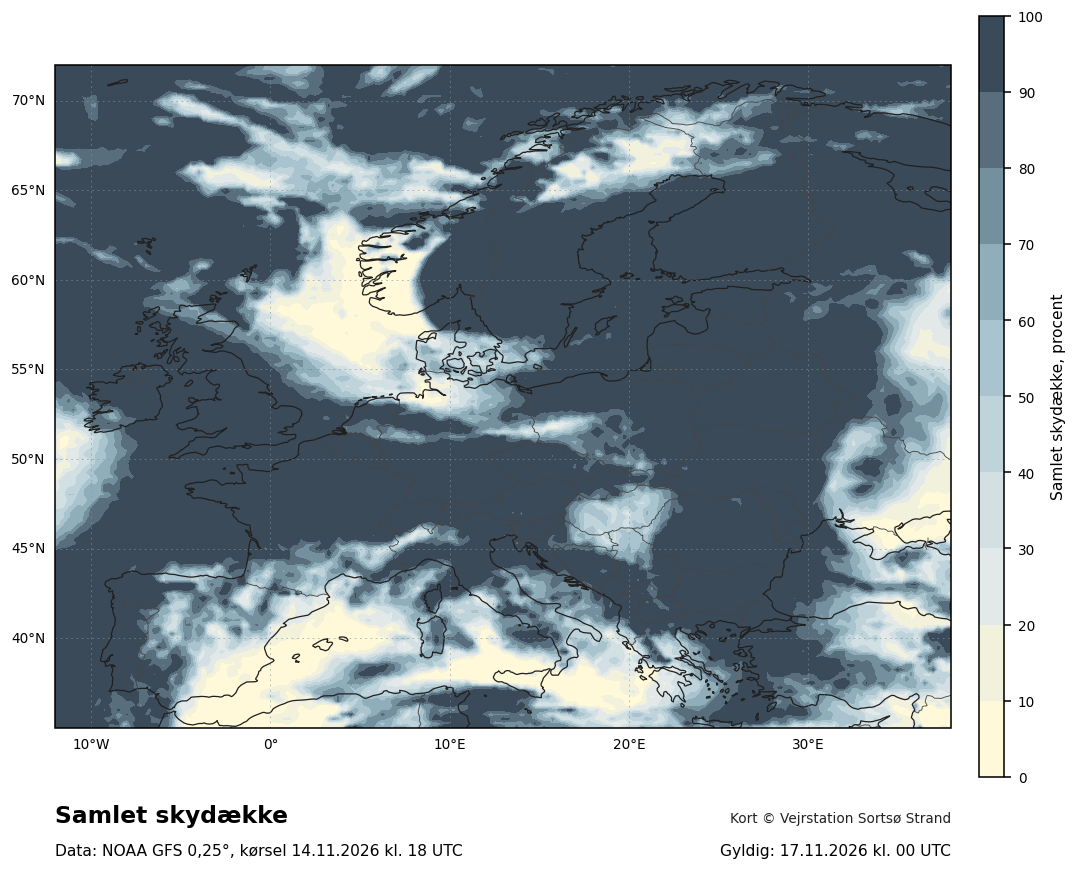 100
90
80
70
60
50
40
30
20
10
0
Samlet skydække, procent
70°N
65°N
60°N
55°N
50°N
45°N
40°N
10°W
0°
10°E
20°E
30°E
Samlet skydække
Kort © Vejrstation Sortsø Strand
Data: NOAA GFS 0,25°, kørsel 14.11.2026 kl. 18 UTC
Gyldig: 17.11.2026 kl. 00 UTC